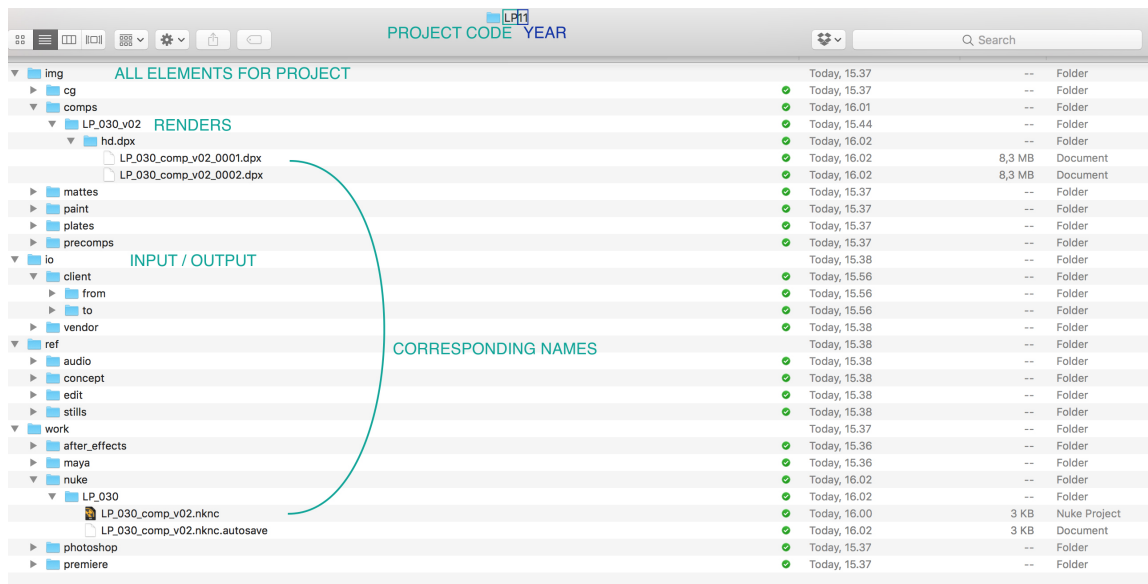 LP11
PROJECT CODE YEAR
Search
img ALL ELEMENTS FOR PROJECT Today, 15.37 -- Folder
cg Today, 15.37 -- Folder
comps Today, 16.01 -- Folder
LP_030_v02 RENDERS Today, 15.44 -- Folder
hd.dpx Today, 16.02 -- Folder
LP_030_comp_v02_0001.dpx Today, 16.02 8,3 MB Document
LP_030_comp_v02_0002.dpx Today, 16.02 8,3 MB Document
mattes Today, 15.37 -- Folder
paint Today, 15.37 -- Folder
plates Today, 15.37 -- Folder
precomps Today, 15.37 -- Folder
io INPUT / OUTPUT Today, 15.38 -- Folder
client Today, 15.56 -- Folder
from Today, 15.56 -- Folder
to Today, 15.56 -- Folder
vendor Today, 15.38 -- Folder
ref Today, 15.38 -- Folder
CORRESPONDING NAMES
audio Today, 15.38 -- Folder
concept Today, 15.38 -- Folder
edit Today, 15.38 -- Folder
stills Today, 15.38 -- Folder
work Today, 15.37 -- Folder
after_effects Today, 15.36 -- Folder
maya Today, 15.36 -- Folder
nuke Today, 16.02 -- Folder
LP_030 Today, 16.02 -- Folder
LP_030_comp_v02.nknc Today, 16.00 3 KB Nuke Project
LP_030_comp_v02.nknc.autosave Today, 16.02 3 KB Document
photoshop Today, 15.37 -- Folder
premiere Today, 15.37 -- Folder